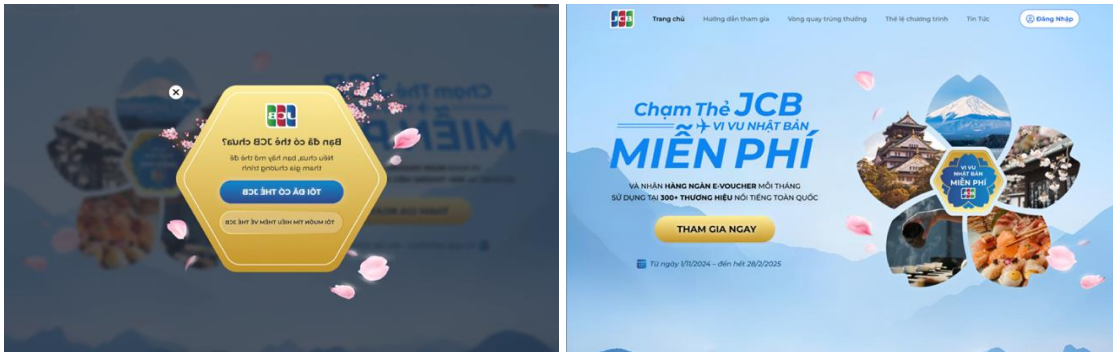 JCB
Bạn đã có thẻ JCB chưa?
Nếu chưa, bạn hãy mở thẻ để
tham gia chương trình
TÔI ĐÃ CÓ THẺ JCB
TÔI MUỐN TÌM HIỂU THÊM VỀ THẺ JCB
Chạm Thẻ JCB
MIỄN PHÍ
JCB
Trang chủ
Hướng dẫn tham gia
Vòng quay trúng thưởng
Thể lệ chương trình
Tin Tức
Đăng Nhập
Chạm Thẻ JCB
VI VU NHẬT BẢN
MIỄN PHÍ
VÀ NHẬN HÀNG NGÀN E-VOUCHER MỖI THÁNG
SỬ DỤNG TẠI 300+ THƯƠNG HIỆU NỔI TIẾNG TOÀN QUỐC
THAM GIA NGAY
Từ ngày 1/11/2024 – đến hết 28/2/2025
VI VU
NHẬT BẢN
MIỄN PHÍ
JCB